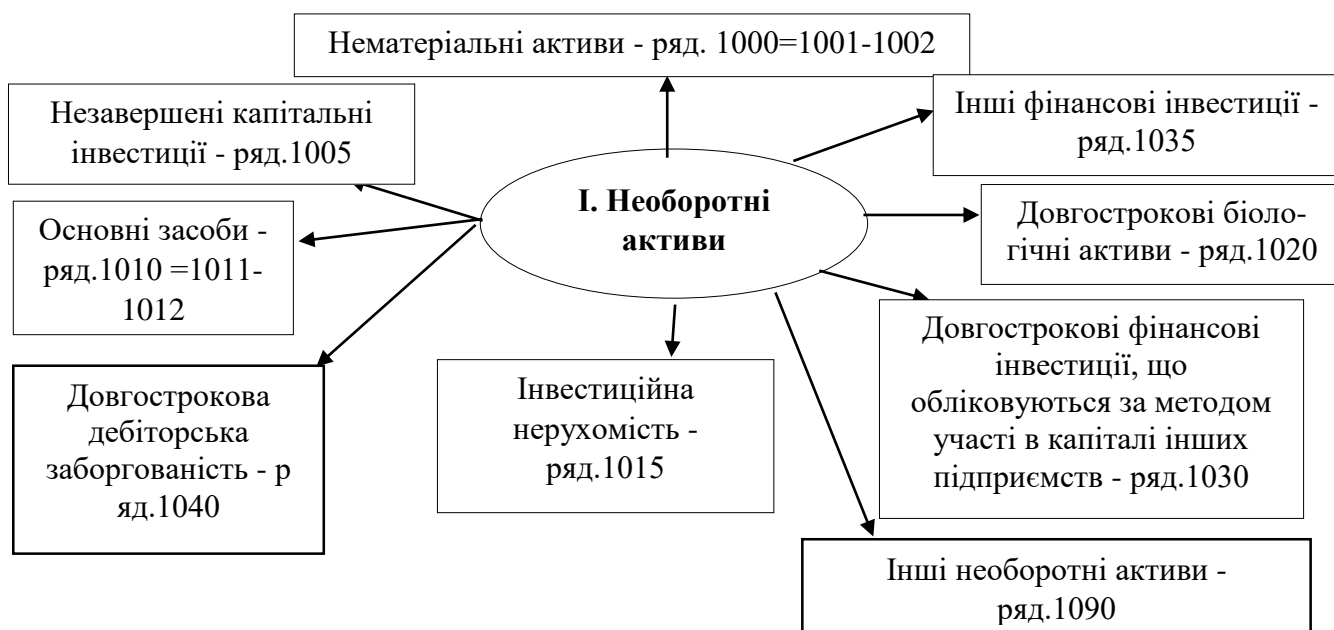 Нематеріальні активи - ряд. 1000=1001-1002
Незавершені капітальні
інвестиції - ряд.1005
Інші фінансові інвестиції -
ряд.1035
І. Необоротні
активи
Основні засоби -
ряд.1010 =1011-
1012
Довгострокові біоло-
гічні активи - ряд.1020
Довгострокова
дебіторська
заборгованість - р
яд.1040
Інвестиційна
нерухомість -
ряд.1015
Довгострокові фінансові
інвестиції, що
обліковуються за методом
участі в капіталі інших
підприємств - ряд.1030
Інші необоротні активи -
ряд.1090